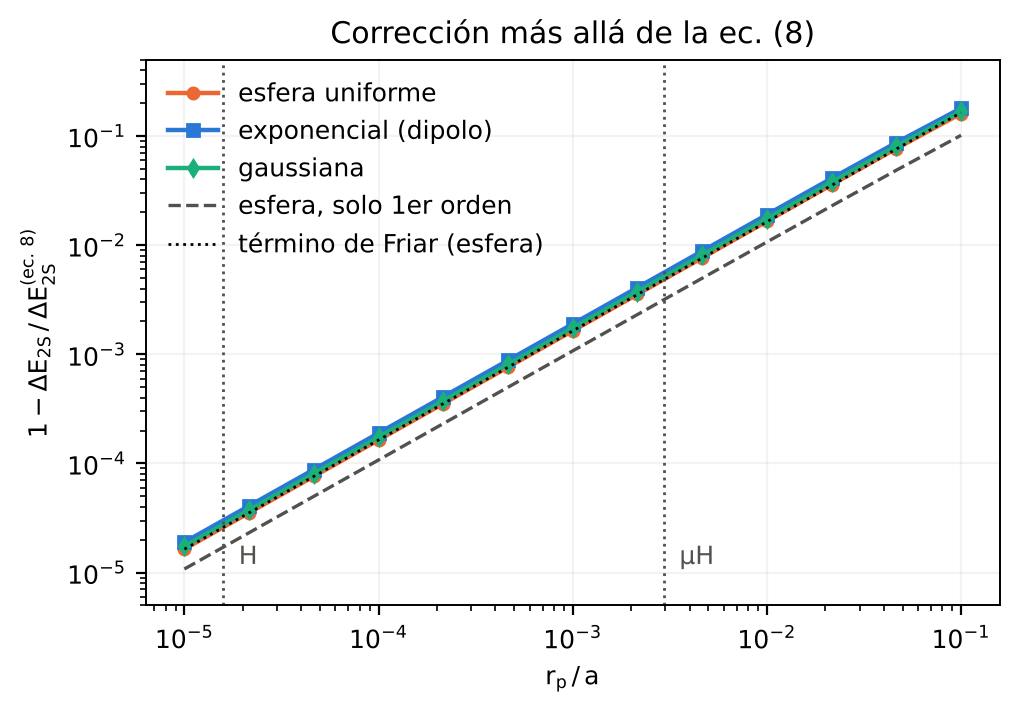 Corrección más allá de la ec. (8)
esfera uniforme
exponencial (dipolo)
gaussiana
esfera, solo 1er orden
término de Friar (esfera)
10⁻¹
10⁻²
10⁻³
10⁻⁴
10⁻⁵
1 − ΔE₂S / ΔE₂S^(ec. 8)
H
μH
10⁻⁵ 10⁻⁴ 10⁻³ 10⁻² 10⁻¹
rₚ / a